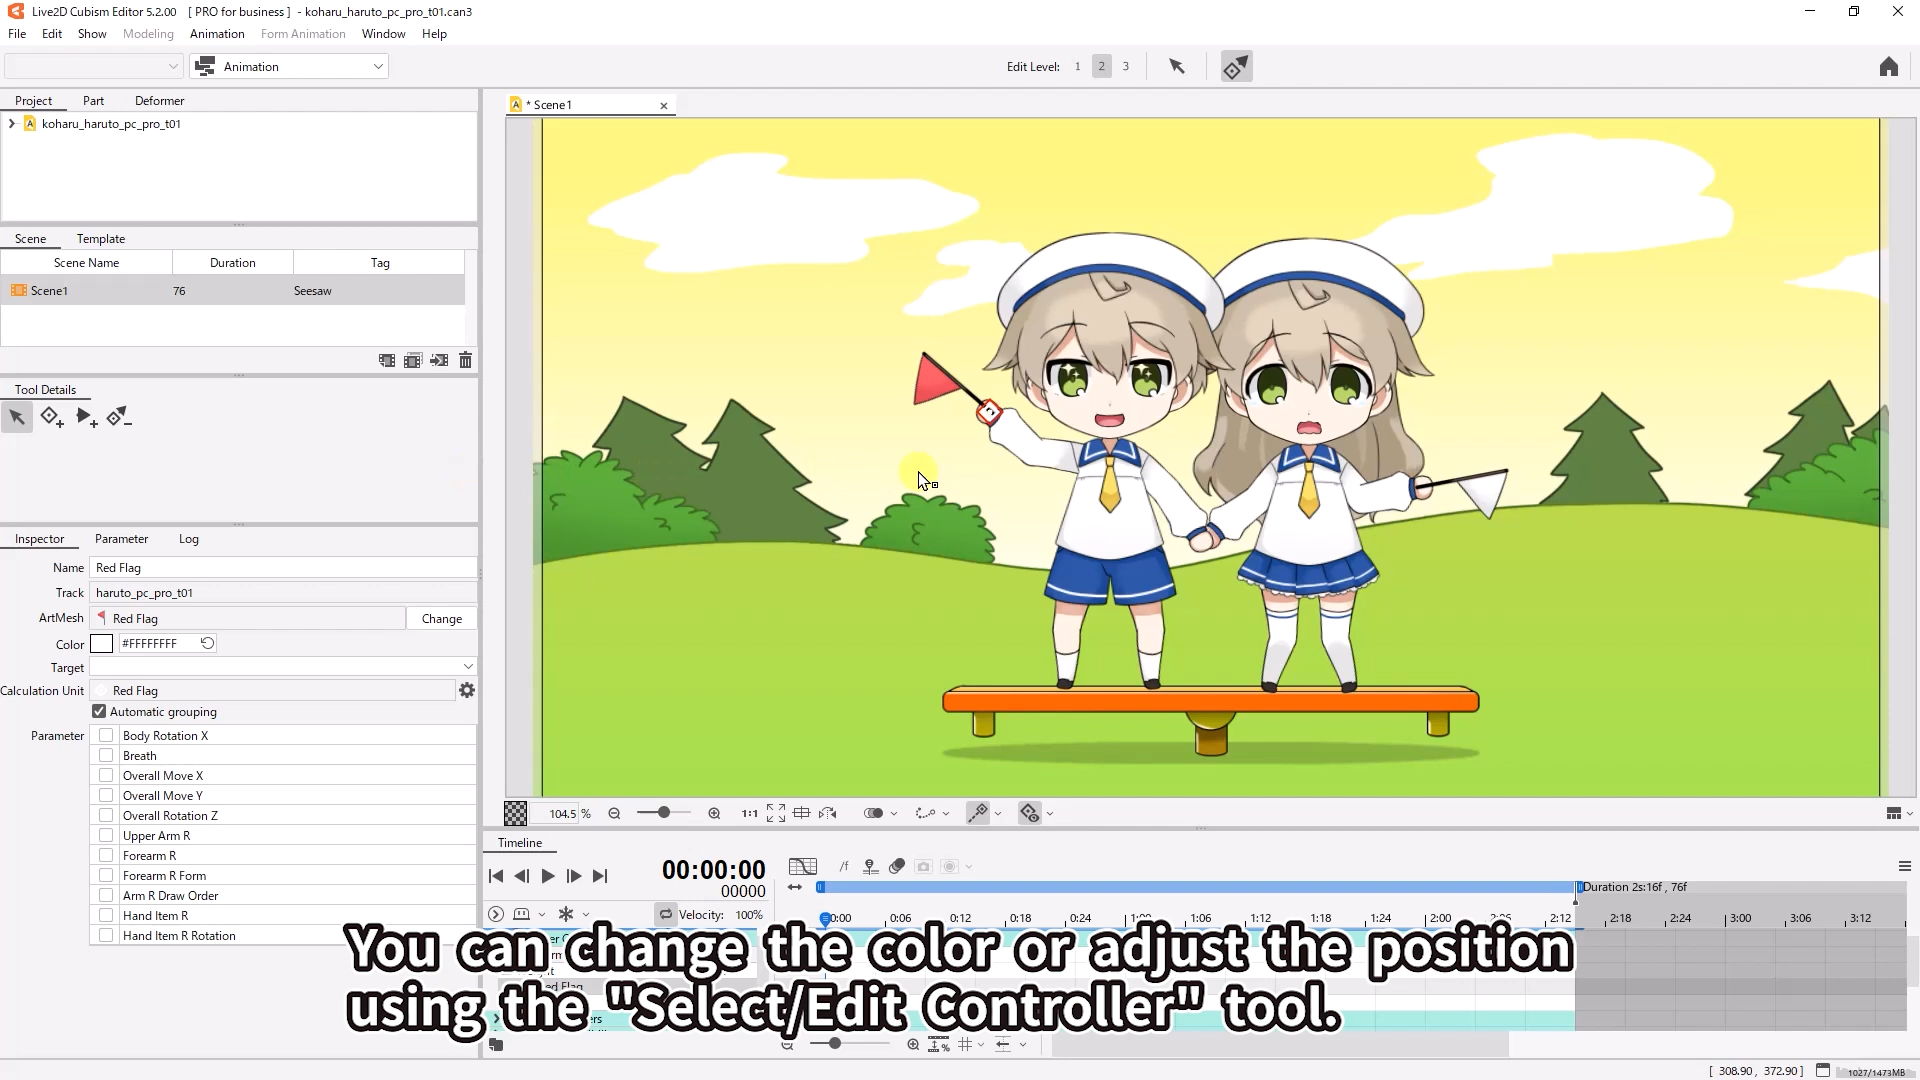 Live2D Cubism Editor 5.2.00 [ PRO for business ] - koharu_haruto_pc_pro_t01.can3
File Edit Show Modeling Animation Form Animation Window Help
Animation
Edit Level: 1 2 3
Project Part Deformer
* Scene1
koharu_haruto_pc_pro_t01
Scene Template
Scene Name Duration Tag
Scene1 76 Seesaw
Tool Details
Inspector Parameter Log
Name Red Flag
Track haruto_pc_pro_t01
ArtMesh Red Flag Change
Color #FFFFFFFF
Target
Calculation Unit Red Flag
Automatic grouping
Parameter Body Rotation X
Breath
Overall Move X
Overall Move Y
Overall Rotation Z
Upper Arm R
Forearm R
Forearm R Form
Arm R Draw Order
Hand Item R
Hand Item R Rotation
104.5 %
1:1
Timeline
00:00:00
00000
Duration 2s:16f , 76f
Velocity: 100%
0:00 0:06 0:12 0:18 0:24 1:00 1:06 1:12 1:18 1:24 2:00 2:06 2:12 2:18 2:24 3:00 3:06 3:12
You can change the color or adjust the position
using the "Select/Edit Controller" tool.
[ 308.90 , 372.90 ]
1027/1473MB